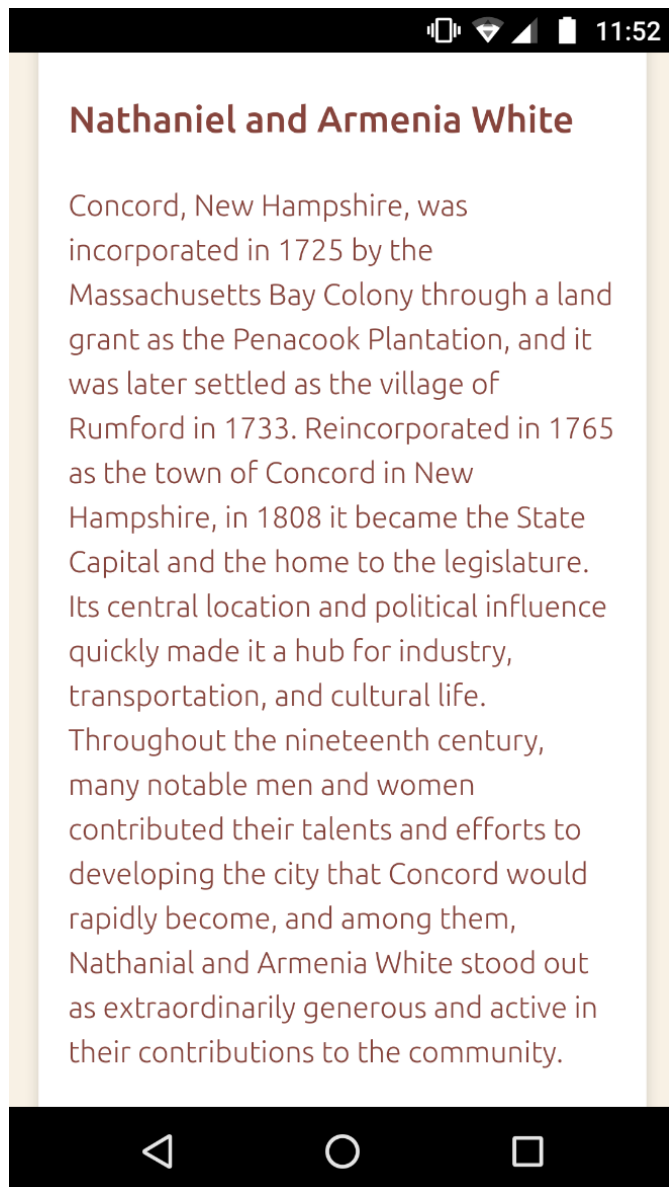 11:52
Nathaniel and Armenia White
Concord, New Hampshire, was
incorporated in 1725 by the
Massachusetts Bay Colony through a land
grant as the Penacook Plantation, and it
was later settled as the village of
Rumford in 1733. Reincorporated in 1765
as the town of Concord in New
Hampshire, in 1808 it became the State
Capital and the home to the legislature.
Its central location and political influence
quickly made it a hub for industry,
transportation, and cultural life.
Throughout the nineteenth century,
many notable men and women
contributed their talents and efforts to
developing the city that Concord would
rapidly become, and among them,
Nathanial and Armenia White stood out
as extraordinarily generous and active in
their contributions to the community.